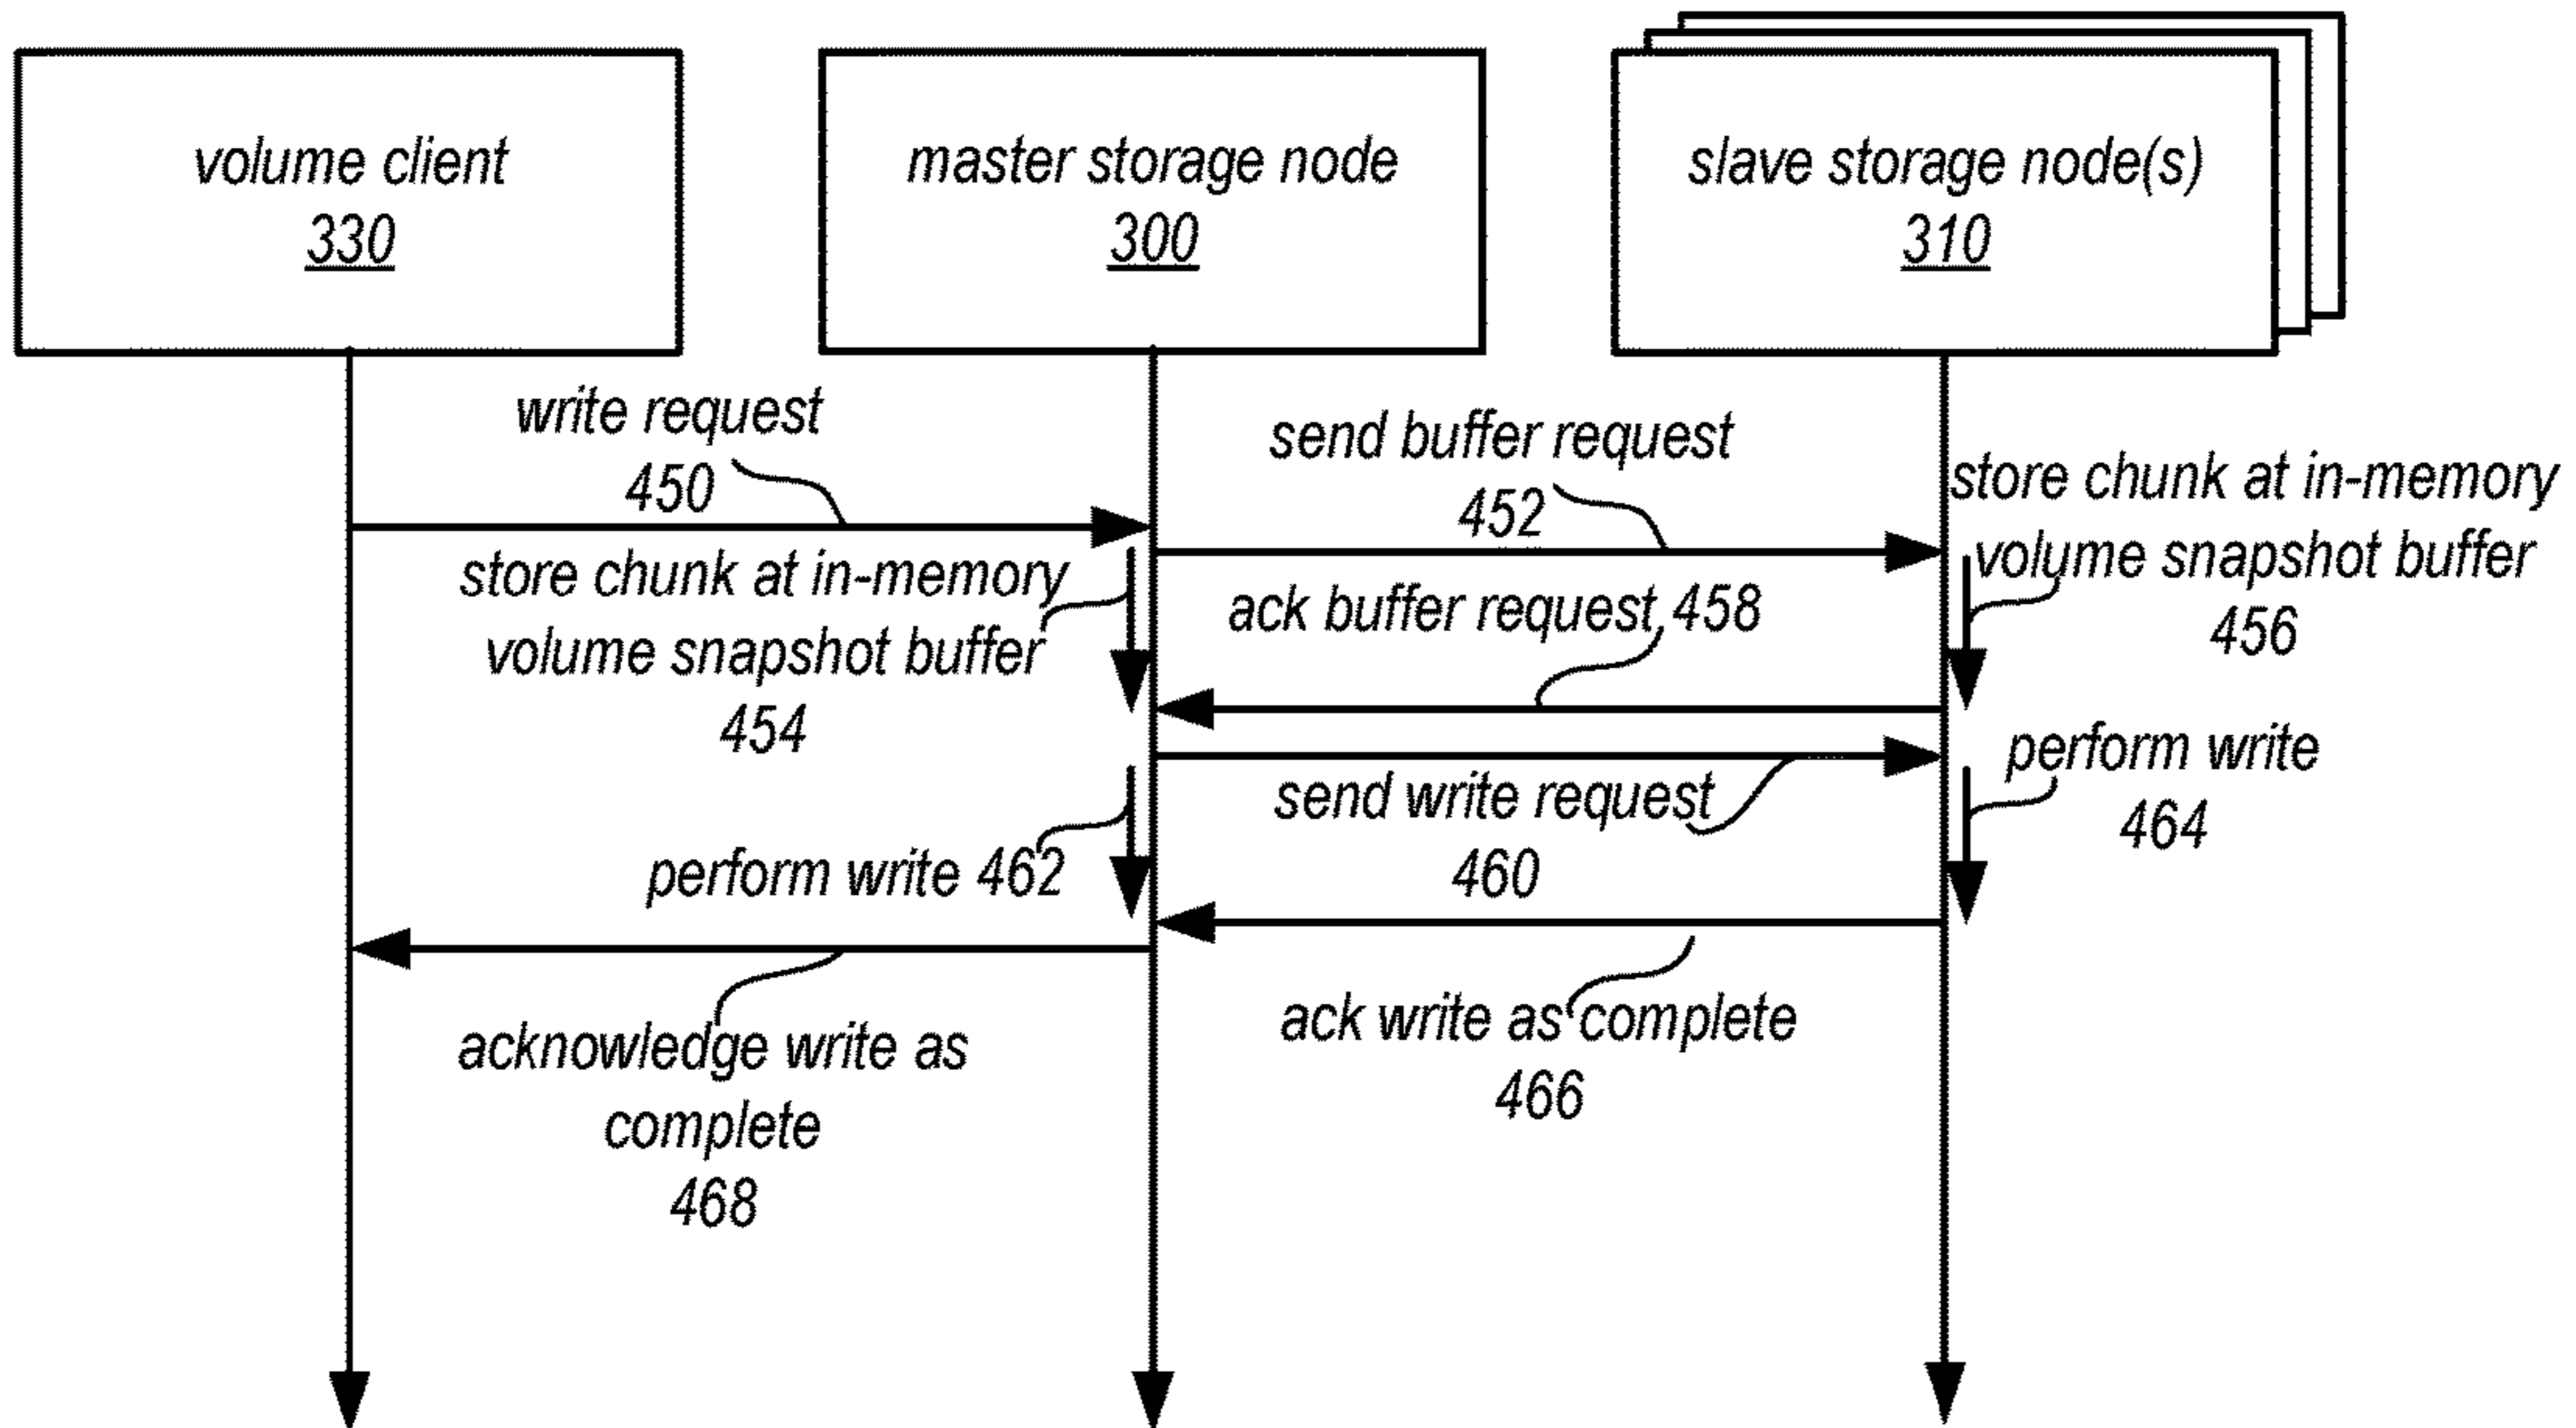 volume client
330
master storage node
300
slave storage node(s)
310
write request
450
send buffer request
452
store chunk at in-memory
volume snapshot buffer
456
store chunk at in-memory
volume snapshot buffer
454
ack buffer request 458
send write request
460
perform write
464
perform write 462
ack write as complete
466
acknowledge write as
complete
468